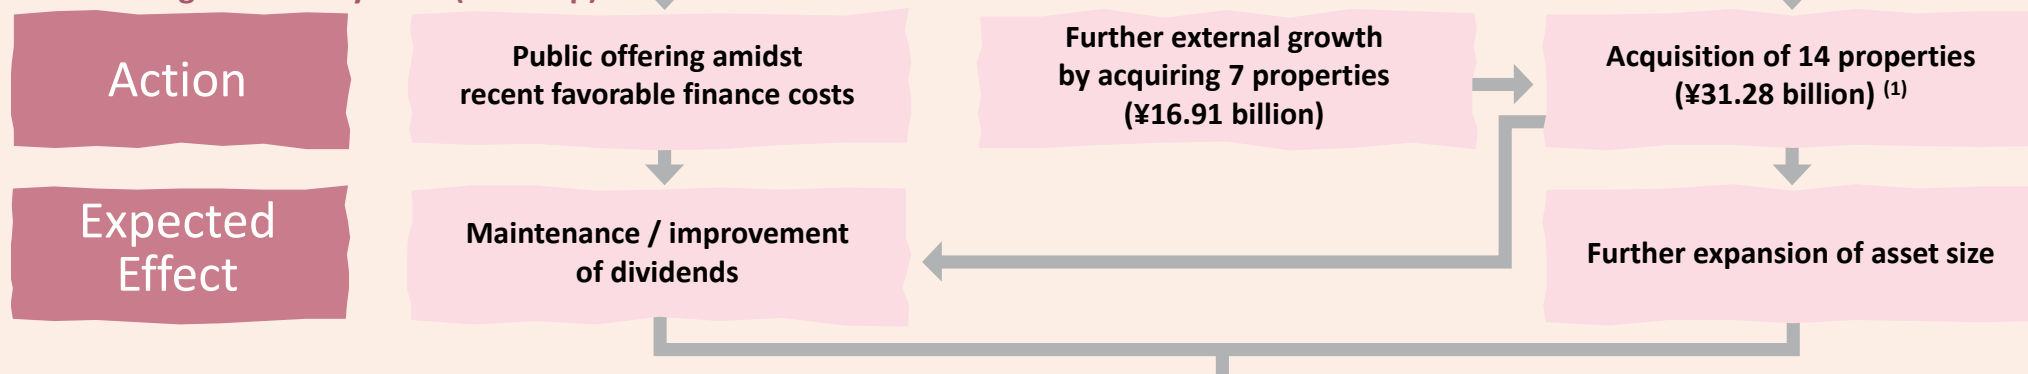 Action
Public offering amidst
recent favorable finance costs
Further external growth
by acquiring 7 properties
(¥16.91 billion)
Acquisition of 14 properties
(¥31.28 billion) (1)
Expected
Effect
Maintenance / improvement
of dividends
Further expansion of asset size